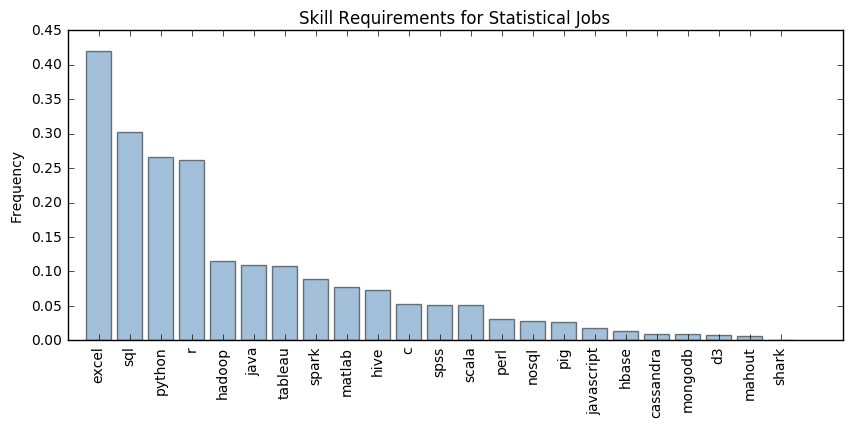 Skill Requirements for Statistical Jobs
0.45
0.40
0.35
0.30
0.25
0.20
0.15
0.10
0.05
0.00
Frequency
excel
sql
python
r
hadoop
java
tableau
spark
matlab
hive
c
spss
scala
perl
nosql
pig
javascript
hbase
cassandra
mongodb
d3
mahout
shark